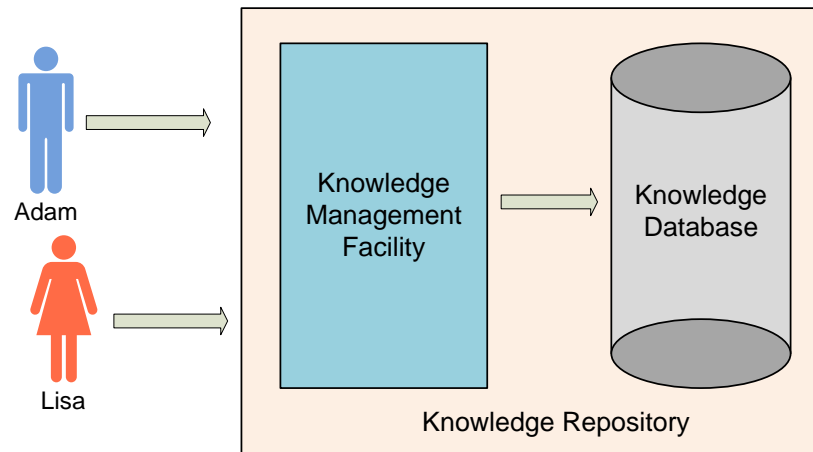 Adam
Lisa
Knowledge
Management
Facility
Knowledge
Database
Knowledge Repository